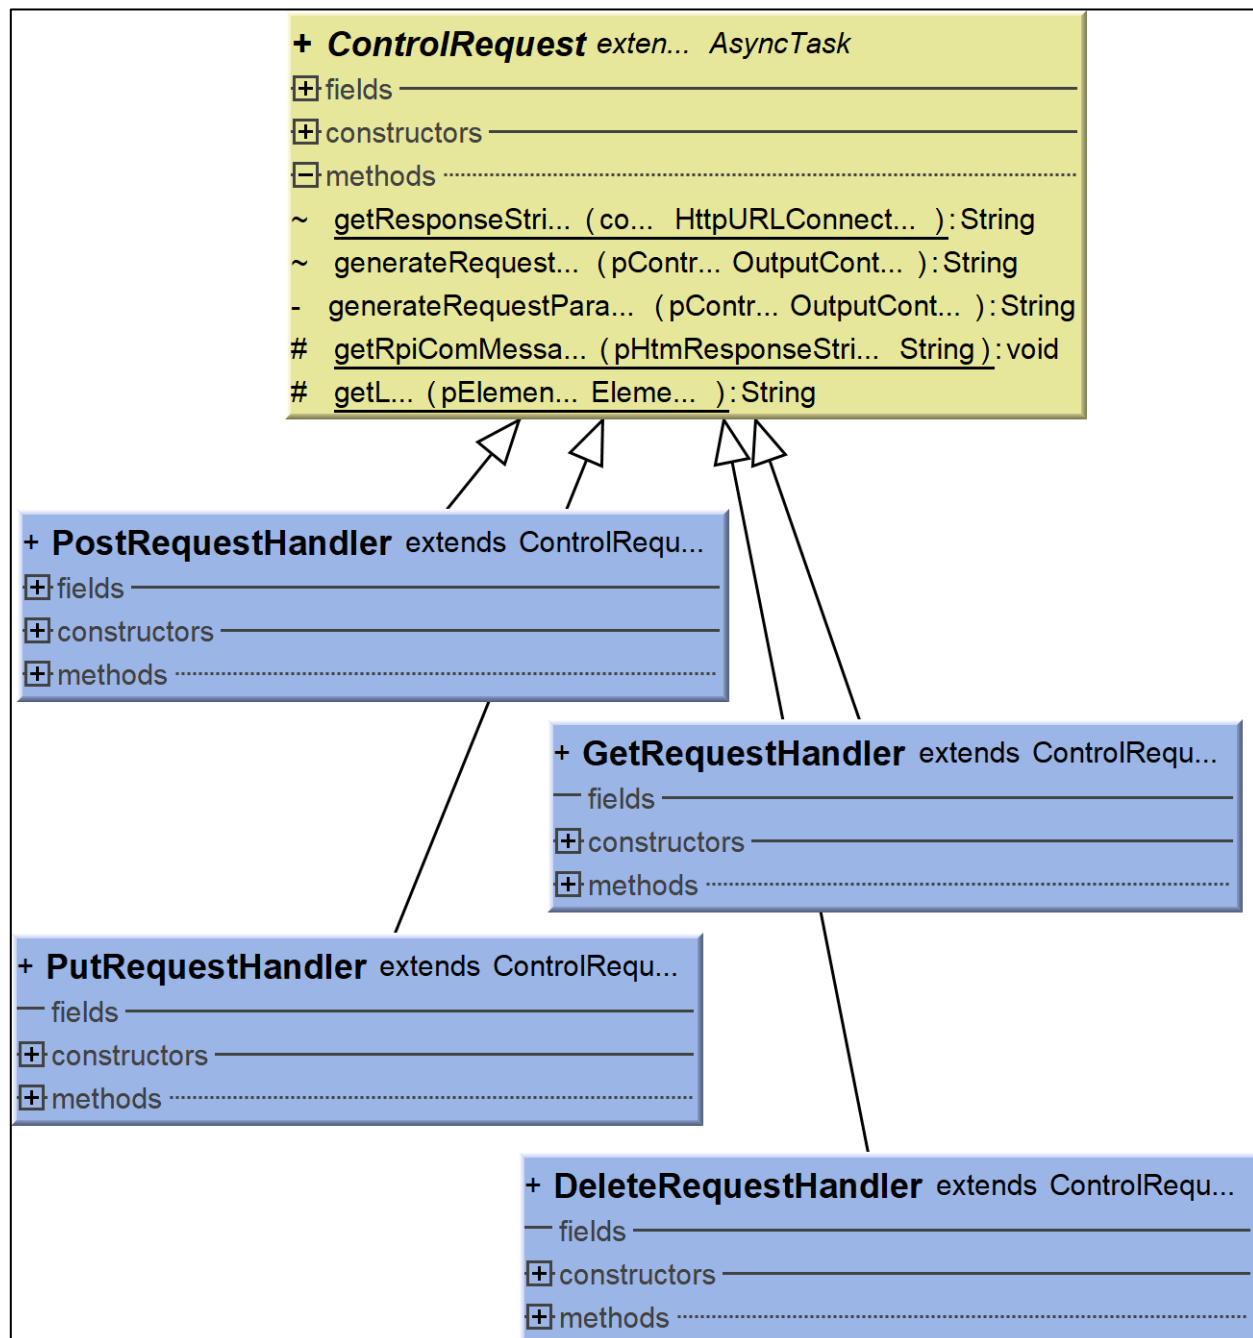 + ControlRequest exten... AsyncTask
+ fields
+ constructors
- methods
~ getResponseStri... (co... HttpURLConnect... ):String
~ generateRequest... (pContr... OutputCont... ):String
- generateRequestPara... (pContr... OutputCont... ):String
# getRpiComMessa... (pHtmResponseStri... String):void
# getL... (pElemen... Eleme... ):String
+ PostRequestHandler extends ControlRequ...
+ fields
+ constructors
+ methods
+ GetRequestHandler extends ControlRequ...
fields
+ constructors
+ methods
+ PutRequestHandler extends ControlRequ...
fields
+ constructors
+ methods
+ DeleteRequestHandler extends ControlRequ...
fields
+ constructors
+ methods